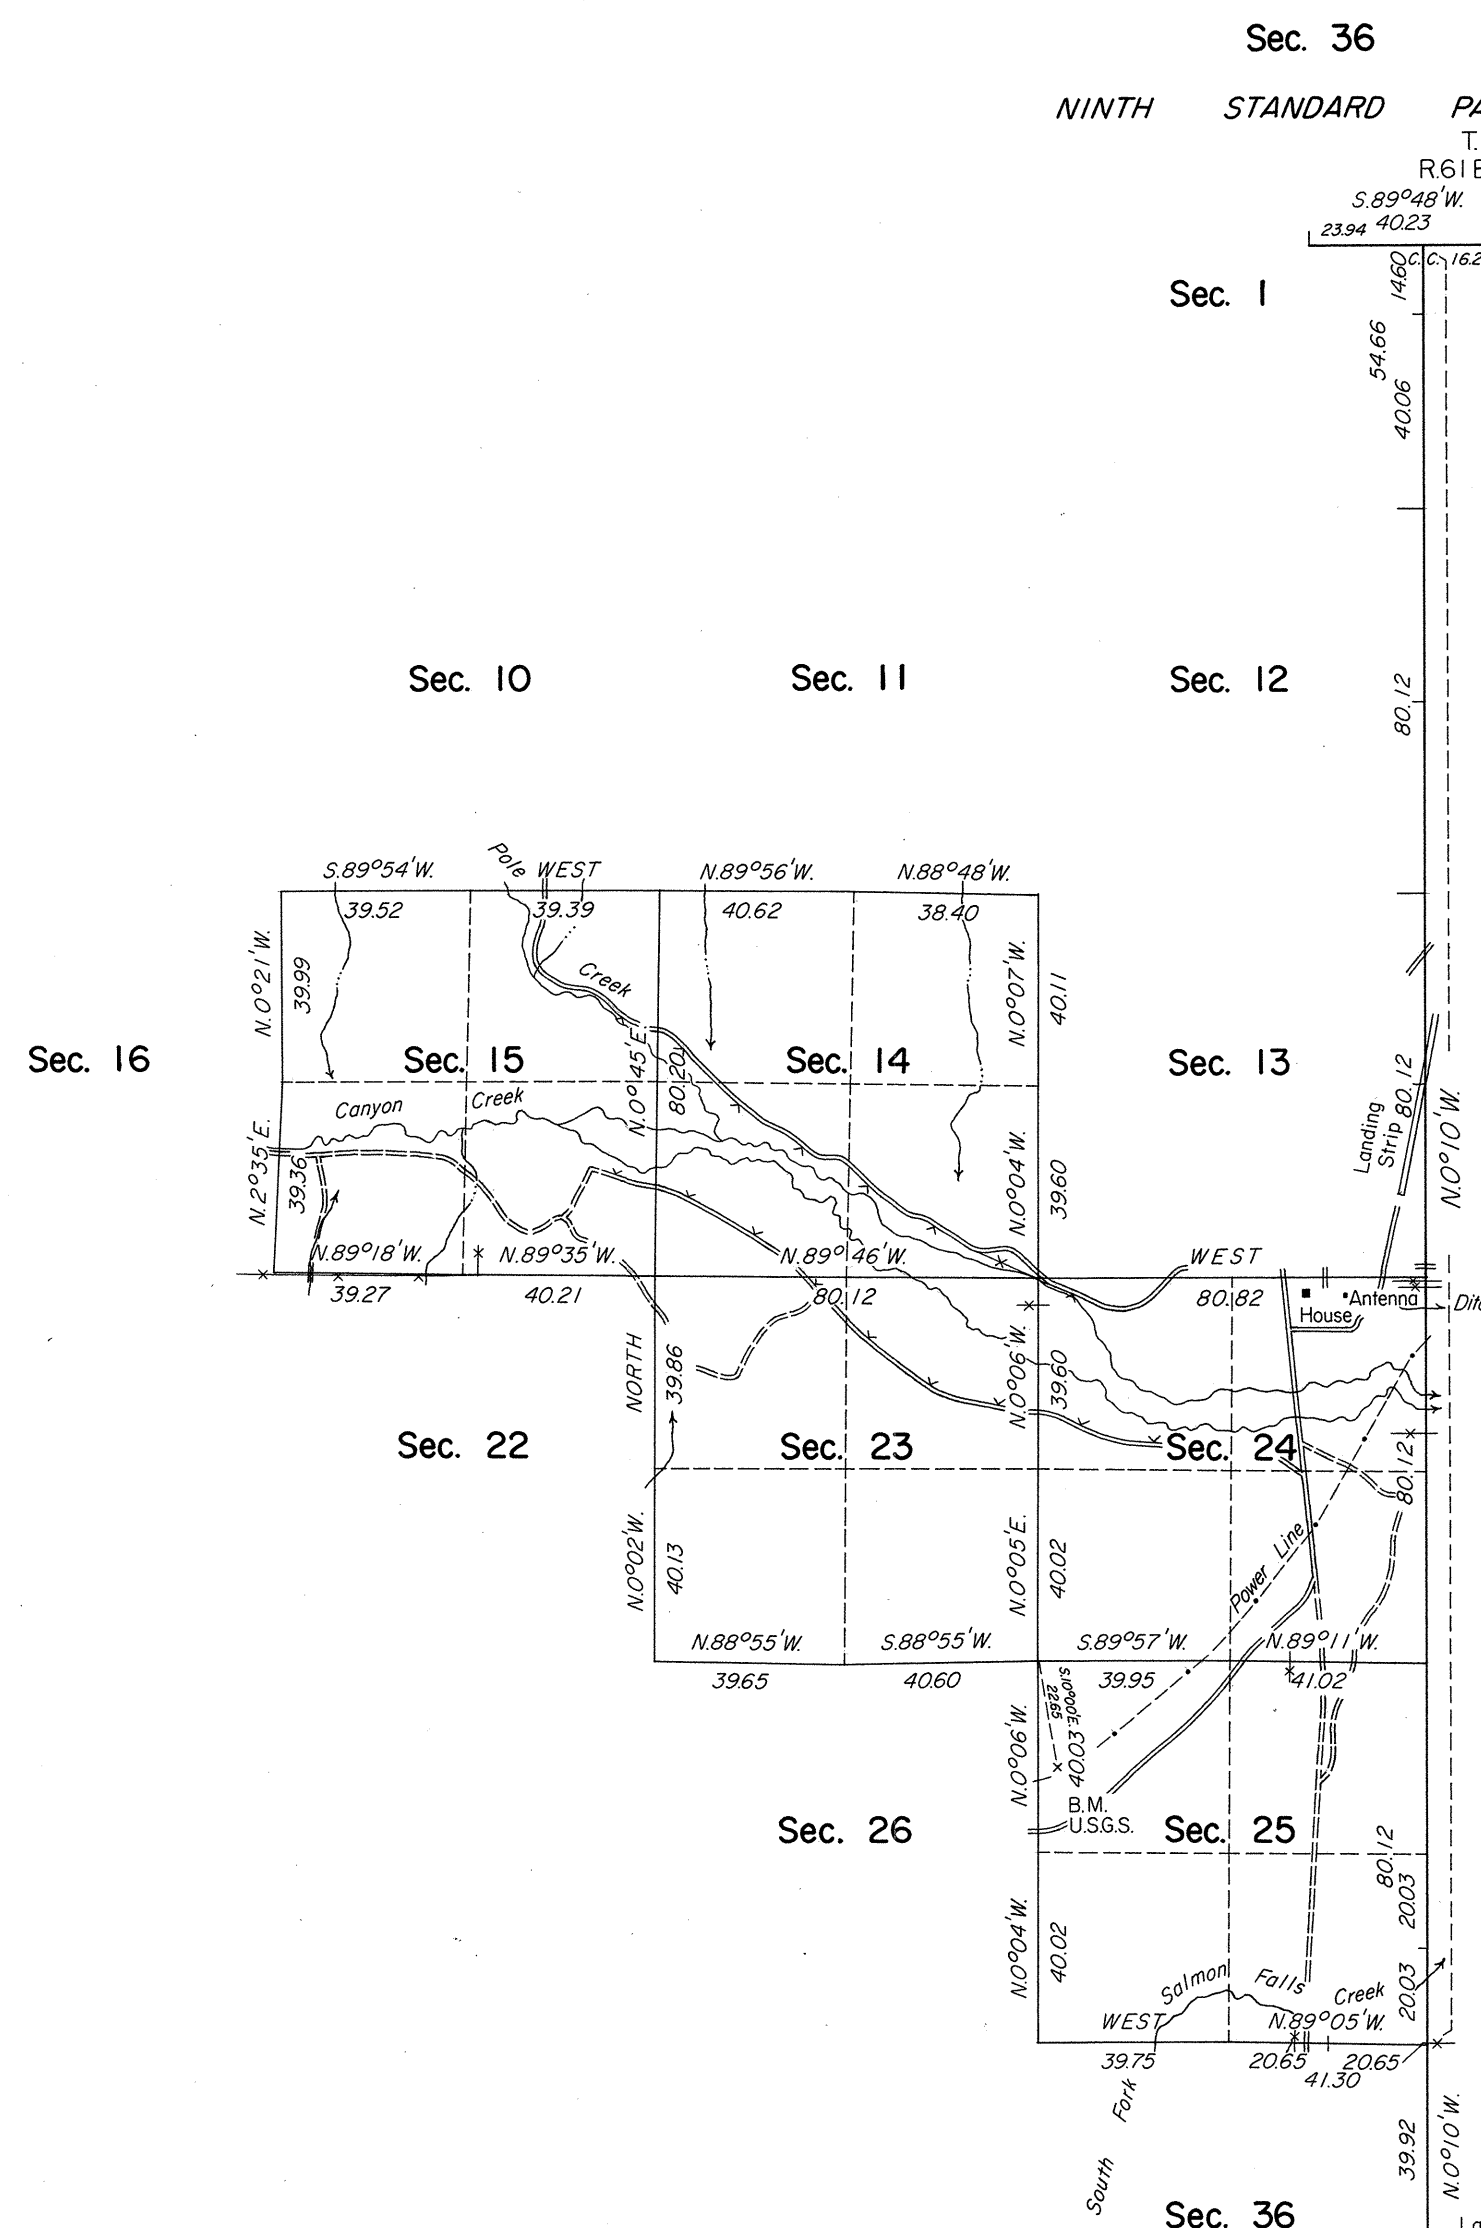 Sec. 36
NINTH STANDARD PA
T.
R.61E
S.89°48'W.
23.94 40.23
C.C. 16.2
14.60
Sec. 1
54.66
40.06
Sec. 10 Sec. 11 Sec. 12
80.12
S.89°54'W. Pole WEST N.89°56'W. N.88°48'W.
39.52 39.39 40.62 38.40
N.0°21'W. 39.99 Creek N.0°07'W. 40.11
N.0°45'E. 80.20
Sec. 16 Sec. 15 Sec. 14 Sec. 13
Canyon Creek
Landing
Strip 80.12
N.0°10'W.
N.2°35'E. 39.36 N.0°04'W. 39.60
N.89°18'W. N.89°35'W. N.89°46'W. WEST
39.27 40.21 80.12 80.82
House Antenna Dit
NORTH 39.86 N.0°06'W. 39.60
Sec. 22 Sec. 23 Sec. 24
80.12
Power Line
N.0°02'W. 40.13 N.0°05'E. 40.02
N.88°55'W. S.88°55'W. S.89°57'W. N.89°11'W.
39.65 40.60 39.95 41.02
S.10°00'E.
22.65
N.0°06'W. 40.03
B.M.
U.S.G.S.
Sec. 26 Sec. 25
80.12
20.03
N.0°04'W. 40.02
20.03
Salmon Falls Creek
WEST N.89°05'W.
39.75 20.65 20.65
41.30
South Fork
39.92 N.0°10'W.
Sec. 36